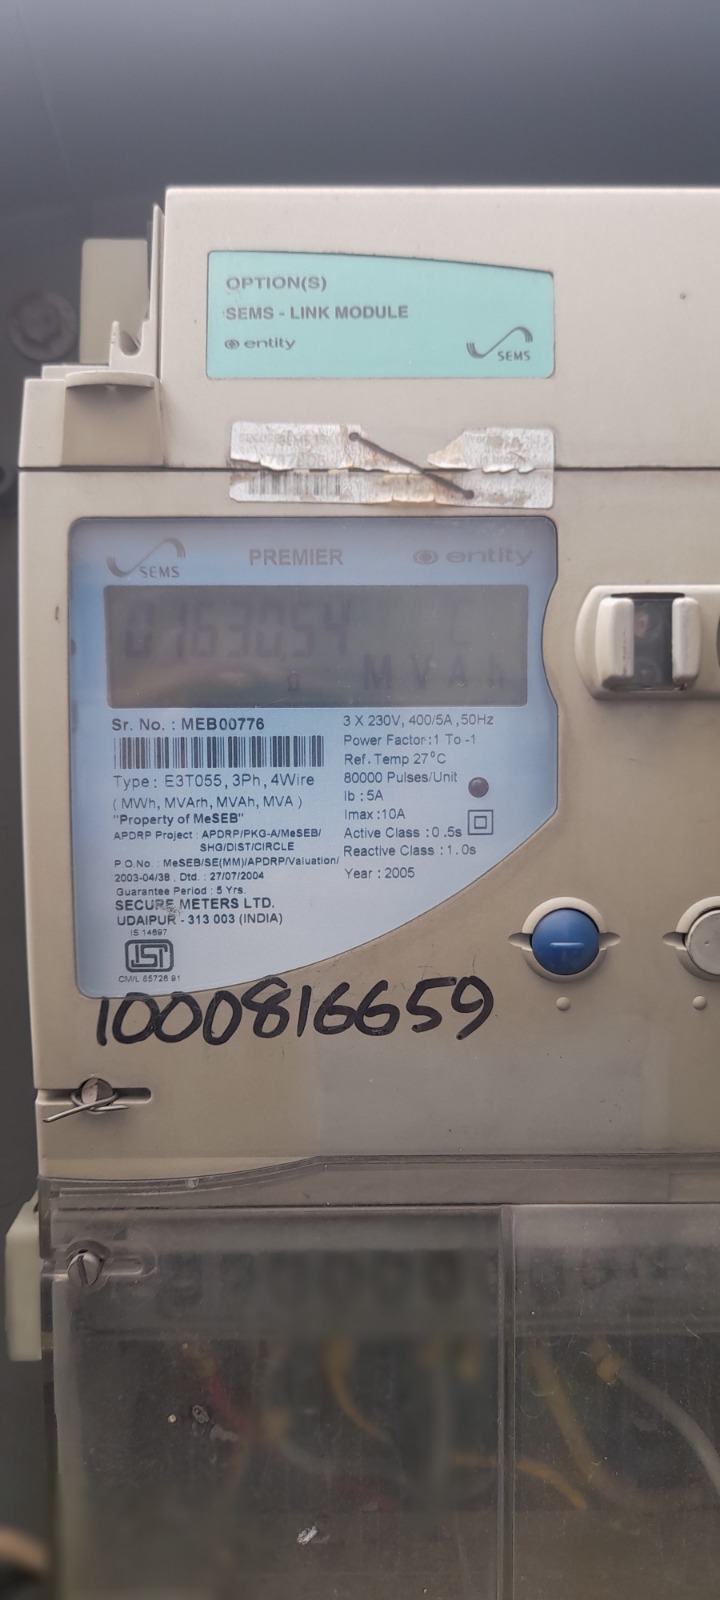 OPTION(S)
SEMS - LINK MODULE
entity
SEMS
SEMS PREMIER entity
0163054 C
MVAh
Sr. No. : MEB00776
Type : E3T055, 3Ph, 4Wire
( MWh, MVArh, MVAh, MVA )
"Property of MeSEB"
APDRP Project : APDRP/PKG-A/MeSEB/
SHG/DIST/CIRCLE
P.O.No. : MeSEB/SE(MM)/APDRP/Valuation/
2003-04/38 , Dtd. : 27/07/2004
Guarantee Period : 5 Yrs.
SECURE METERS LTD.
UDAIPUR - 313 003 (INDIA)
IS 14697
ISI
CM/L 6572691
3 X 230V, 400/5A ,50Hz
Power Factor :1 To -1
Ref. Temp 27°C
80000 Pulses/Unit
Ib : 5A
Imax :10A
Active Class : 0.5s
Reactive Class : 1.0s
Year : 2005
1000816659